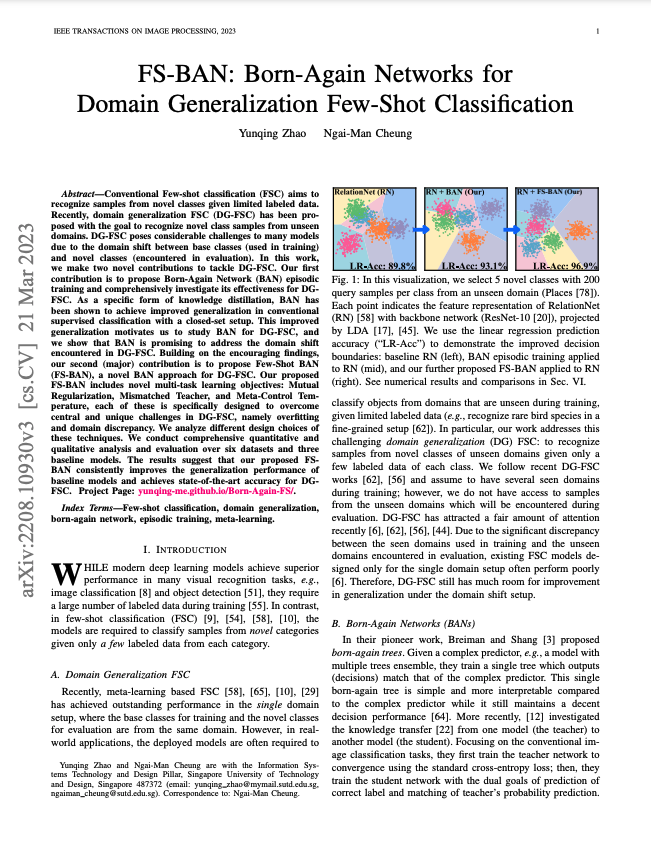 IEEE TRANSACTIONS ON IMAGE PROCESSING, 2023
1
FS-BAN: Born-Again Networks for
Domain Generalization Few-Shot Classification
Yunqing Zhao Ngai-Man Cheung
arXiv:2208.10930v3 [cs.CV] 21 Mar 2023
Abstract—Conventional Few-shot classification (FSC) aims to
recognize samples from novel classes given limited labeled data.
Recently, domain generalization FSC (DG-FSC) has been pro-
posed with the goal to recognize novel class samples from unseen
domains. DG-FSC poses considerable challenges to many models
due to the domain shift between base classes (used in training)
and novel classes (encountered in evaluation). In this work,
we make two novel contributions to tackle DG-FSC. Our first
contribution is to propose Born-Again Network (BAN) episodic
training and comprehensively investigate its effectiveness for DG-
FSC. As a specific form of knowledge distillation, BAN has
been shown to achieve improved generalization in conventional
supervised classification with a closed-set setup. This improved
generalization motivates us to study BAN for DG-FSC, and
we show that BAN is promising to address the domain shift
encountered in DG-FSC. Building on the encouraging findings,
our second (major) contribution is to propose Few-Shot BAN
(FS-BAN), a novel BAN approach for DG-FSC. Our proposed
FS-BAN includes novel multi-task learning objectives: Mutual
Regularization, Mismatched Teacher, and Meta-Control Tem-
perature, each of these is specifically designed to overcome
central and unique challenges in DG-FSC, namely overfitting
and domain discrepancy. We analyze different design choices of
these techniques. We conduct comprehensive quantitative and
qualitative analysis and evaluation over six datasets and three
baseline models. The results suggest that our proposed FS-
BAN consistently improves the generalization performance of
baseline models and achieves state-of-the-art accuracy for DG-
FSC. Project Page: yunqing-me.github.io/Born-Again-FS/.
Index Terms—Few-shot classification, domain generalization,
born-again network, episodic training, meta-learning.
I. INTRODUCTION
WHILE modern deep learning models achieve superior
performance in many visual recognition tasks, e.g.,
image classification [8] and object detection [51], they require
a large number of labeled data during training [55]. In contrast,
in few-shot classification (FSC) [9], [54], [58], [10], the
models are required to classify samples from novel categories
given only a few labeled data from each category.
A. Domain Generalization FSC
Recently, meta-learning based FSC [58], [65], [10], [29]
has achieved outstanding performance in the single domain
setup, where the base classes for training and the novel classes
for evaluation are from the same domain. However, in real-
world applications, the deployed models are often required to
Yunqing Zhao and Ngai-Man Cheung are with the Information Sys-
tems Technology and Design Pillar, Singapore University of Technology
and Design, Singapore 487372 (email: yunqing_zhao@mymail.sutd.edu.sg,
ngaiman_cheung@sutd.edu.sg). Correspondence to: Ngai-Man Cheung.
RelationNet (RN)
LR-Acc: 89.8%
RN + BAN (Our)
LR-Acc: 93.1%
RN + FS-BAN (Our)
LR-Acc: 96.9%
Fig. 1: In this visualization, we select 5 novel classes with 200
query samples per class from an unseen domain (Places [78]).
Each point indicates the feature representation of RelationNet
(RN) [58] with backbone network (ResNet-10 [20]), projected
by LDA [17], [45]. We use the linear regression prediction
accuracy (“LR-Acc”) to demonstrate the improved decision
boundaries: baseline RN (left), BAN episodic training applied
to RN (mid), and our further proposed FS-BAN applied to RN
(right). See numerical results and comparisons in Sec. VI.
classify objects from domains that are unseen during training,
given limited labeled data (e.g., recognize rare bird species in a
fine-grained setup [62]). In particular, our work addresses this
challenging domain generalization (DG) FSC: to recognize
samples from novel classes of unseen domains given only a
few labeled data of each class. We follow recent DG-FSC
works [62], [56] and assume to have several seen domains
during training; however, we do not have access to samples
from the unseen domains which will be encountered during
evaluation. DG-FSC has attracted a fair amount of attention
recently [6], [62], [56], [44]. Due to the significant discrepancy
between the seen domains used in training and the unseen
domains encountered in evaluation, existing FSC models de-
signed only for the single domain setup often perform poorly
[6]. Therefore, DG-FSC still has much room for improvement
in generalization under the domain shift setup.
B. Born-Again Networks (BANs)
In their pioneer work, Breiman and Shang [3] proposed
born-again trees. Given a complex predictor, e.g., a model with
multiple trees ensemble, they train a single tree which outputs
(decisions) match that of the complex predictor. This single
born-again tree is simple and more interpretable compared
to the complex predictor while it still maintains a decent
decision performance [64]. More recently, [12] investigated
the knowledge transfer [22] from one model (the teacher) to
another model (the student). Focusing on the conventional im-
age classification tasks, they first train the teacher network to
convergence using the standard cross-entropy loss; then, they
train the student network with the dual goals of prediction of
correct label and matching of teacher’s probability prediction.